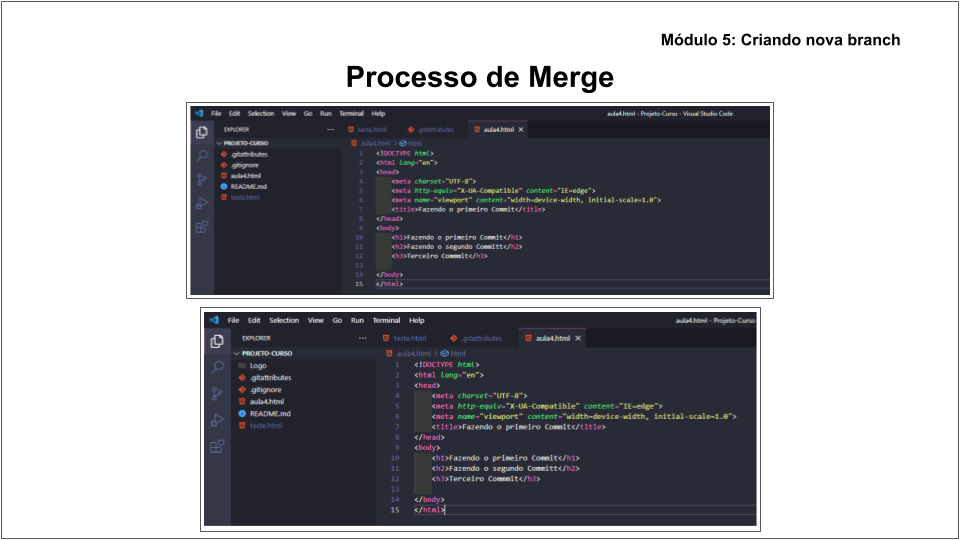 Módulo 5: Criando nova branch
Processo de Merge
File Edit Selection View Go Run Terminal Help
aula4.html - Projeto-Curso - Visual Studio Code
EXPLORER ···
teste.html .gitattributes aula4.html ×
PROJETO-CURSO
.gitattributes
.gitignore
aula4.html
README.md
teste.html
aula4.html > html
1 <!DOCTYPE html>
2 <html lang="en">
3 <head>
4 <meta charset="UTF-8">
5 <meta http-equiv="X-UA-Compatible" content="IE=edge">
6 <meta name="viewport" content="width=device-width, initial-scale=1.0">
7 <title>Fazendo o primeiro Commit</title>
8 </head>
9 <body>
10 <h1>Fazendo o primeiro Commit</h1>
11 <h2>Fazendo o segundo Committ</h2>
12 <h3>Terceiro Commmit</h3>
13
14 </body>
15 </html>
File Edit Selection View Go Run Terminal Help
aula4.html - Projeto-Curso
EXPLORER ···
teste.html .gitattributes aula4.html ×
PROJETO-CURSO
Logo
.gitattributes
.gitignore
aula4.html
README.md
teste.html
aula4.html > html
1 <!DOCTYPE html>
2 <html lang="en">
3 <head>
4 <meta charset="UTF-8">
5 <meta http-equiv="X-UA-Compatible" content="IE=edge">
6 <meta name="viewport" content="width=device-width, initial-scale=1.0">
7 <title>Fazendo o primeiro Commit</title>
8 </head>
9 <body>
10 <h1>Fazendo o primeiro Commit</h1>
11 <h2>Fazendo o segundo Committ</h2>
12 <h3>Terceiro Commmit</h3>
13
14 </body>
15 </html>